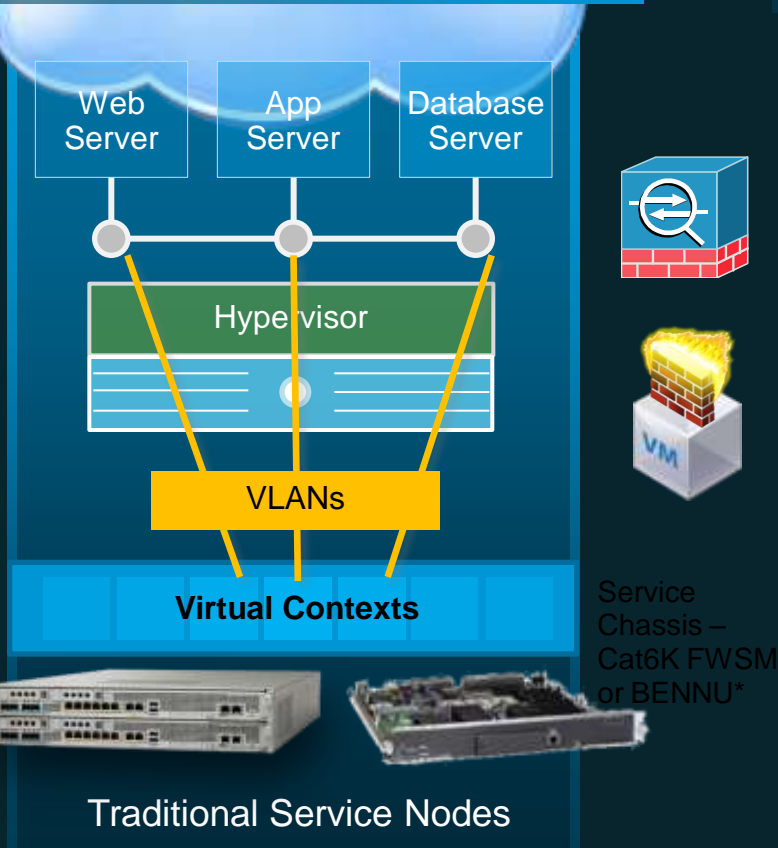 Web
Server
App
Server
Database
Server
Hypervisor
VLANs
Virtual Contexts
VM
Service
Chassis –
Cat6K FWSM
or BENNU*
Traditional Service Nodes